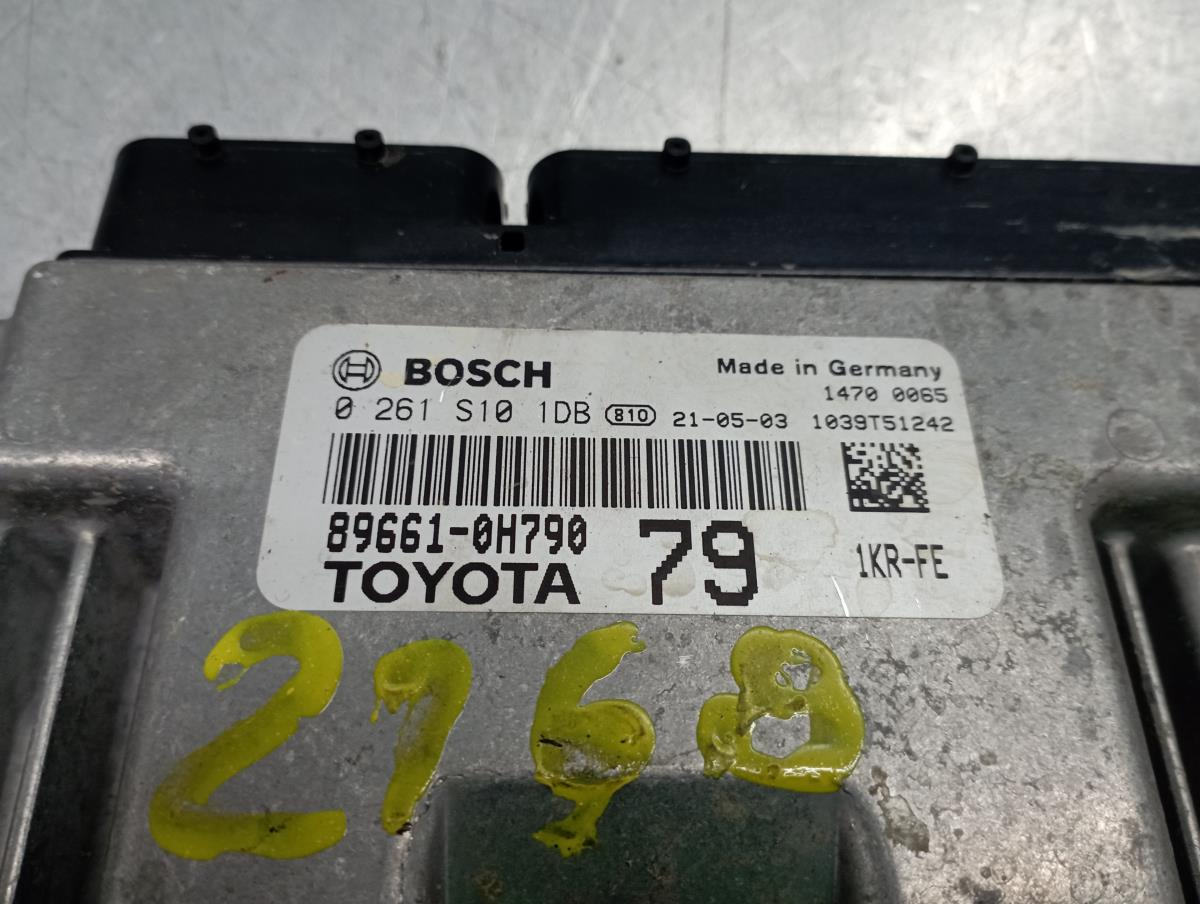 BOSCH Made in Germany
1470 0065
0 261 S10 1DB 810 21-05-03 1039T51242
89661-0H790 79 1KR-FE
TOYOTA
2168